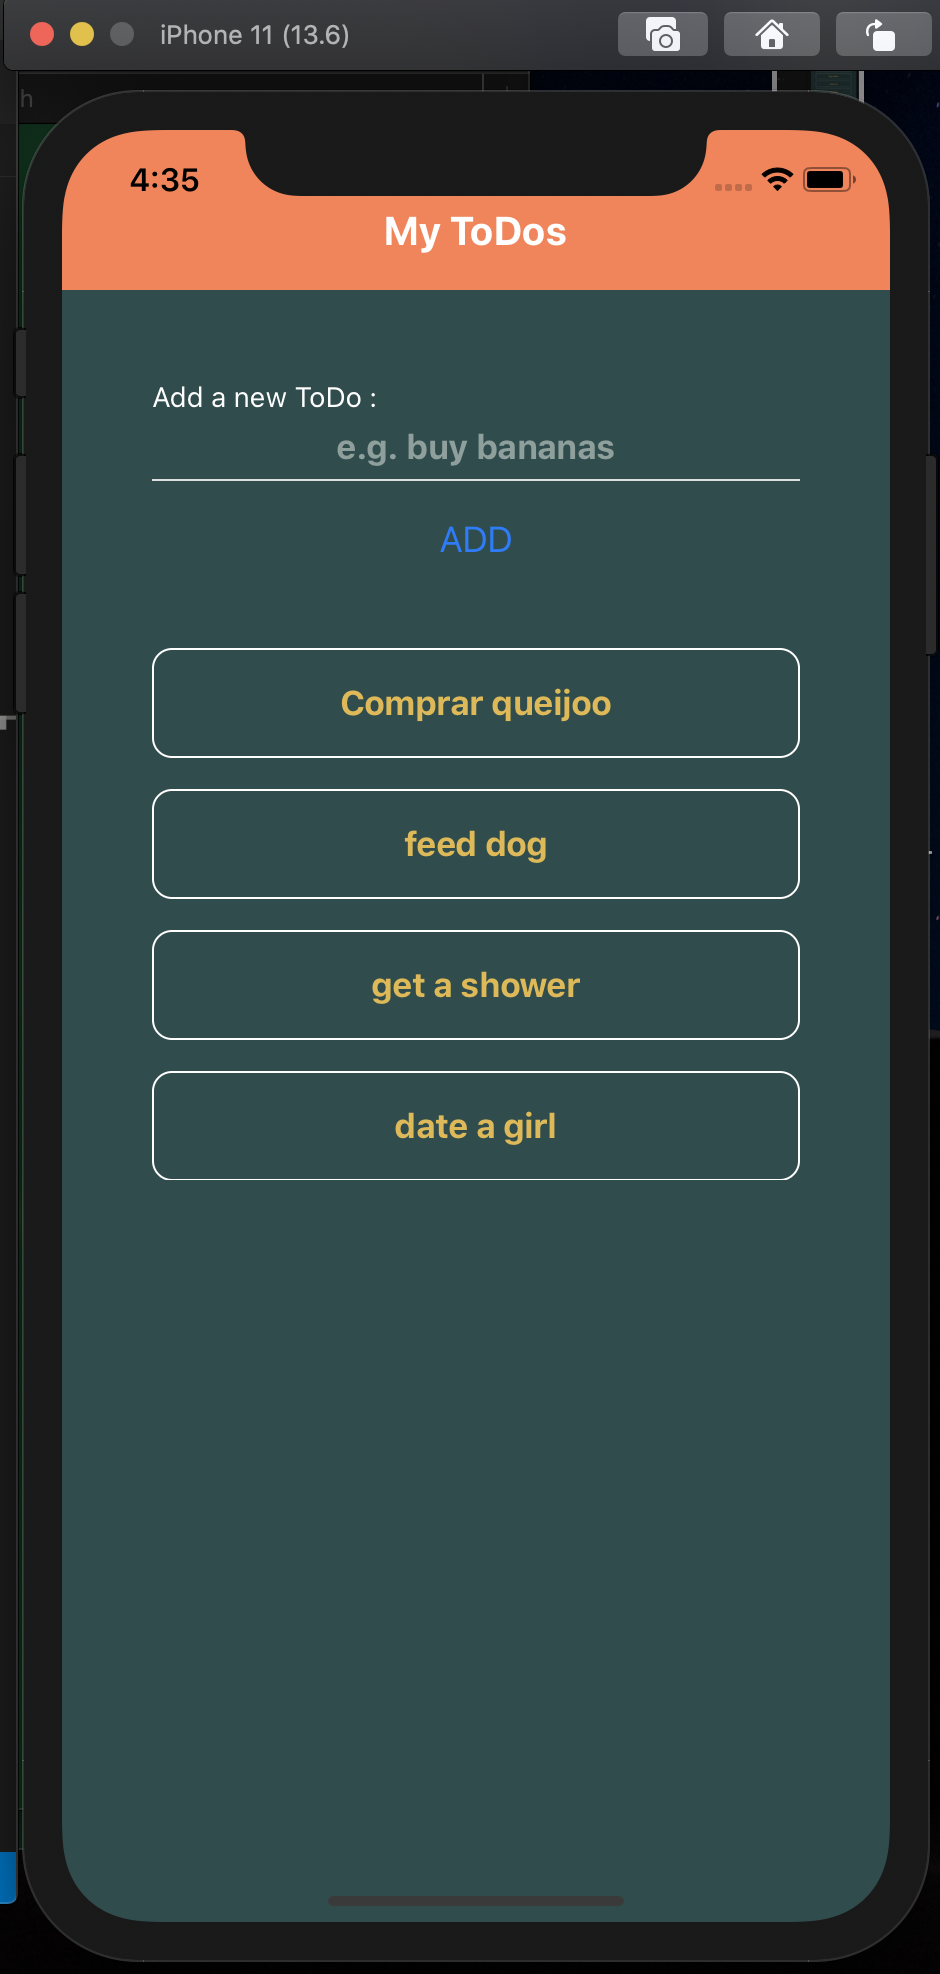 iPhone 11 (13.6)
h
4:35
My ToDos
Add a new ToDo :
e.g. buy bananas
ADD
Comprar queijoo
feed dog
get a shower
date a girl